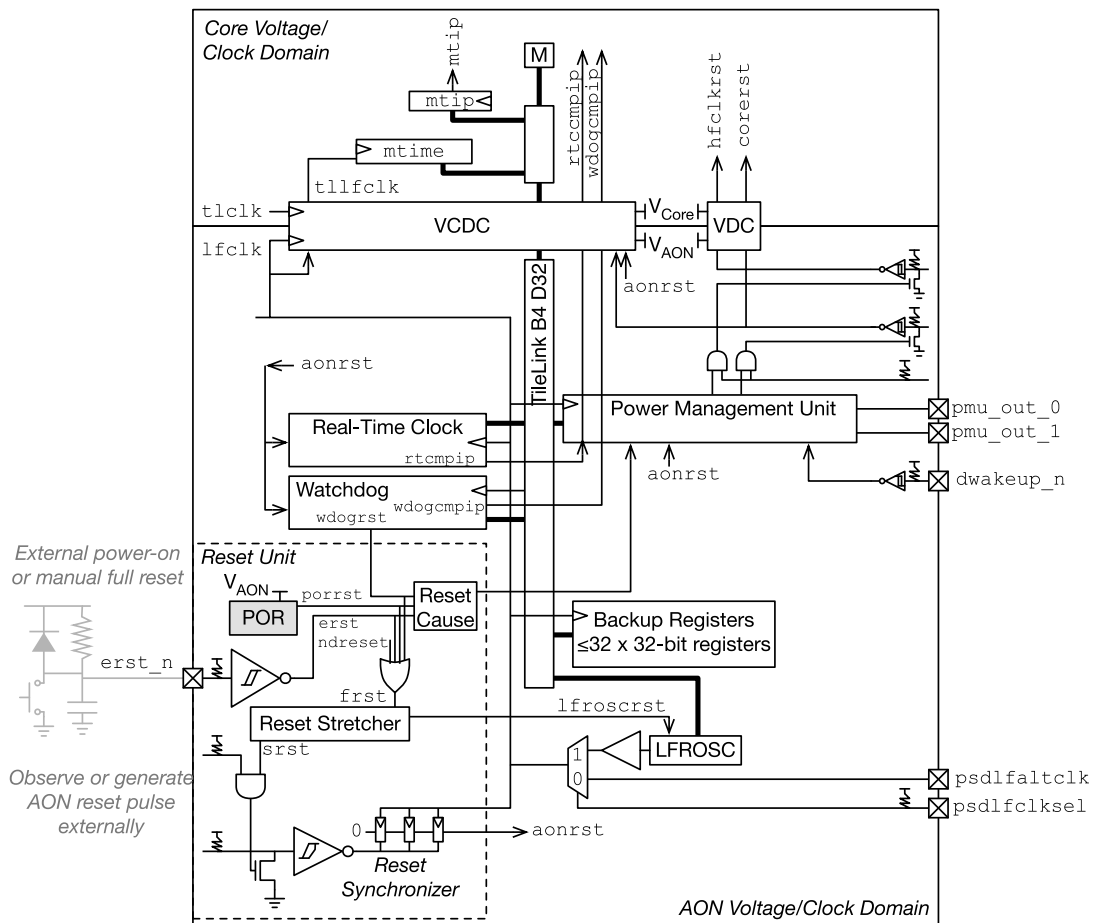 Core Voltage/
Clock Domain
mtip
M
mtip
rtccmpip
wdogcmpip
hfclkrst
corerst
mtime
tllfclk
tlclk
VCDC
VCore
VDC
lfclk
VAON
aonrst
TileLink B4 D32
aonrst
Power Management Unit
pmu_out_0
Real-Time Clock
pmu_out_1
rtcmpip
aonrst
dwakeup_n
Watchdog
wdogcmpip
wdogrst
External power-on
or manual full reset
Reset Unit
VAON
porrst
Reset
Cause
POR
erst
ndreset
Backup Registers
≤32 x 32-bit registers
erst_n
frst
lfroscrst
Reset Stretcher
srst
LFROSC
1
0
Observe or generate
AON reset pulse
externally
psdlfaltclk
psdlfclksel
0
aonrst
Reset
Synchronizer
AON Voltage/Clock Domain